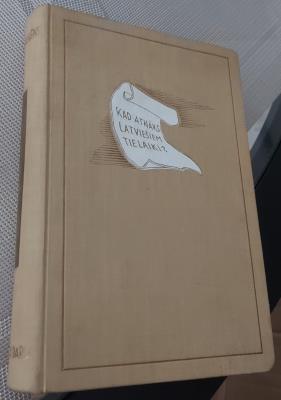 KAD ATNĀKS
LATVIEŠIEM
TIE LAIKI?